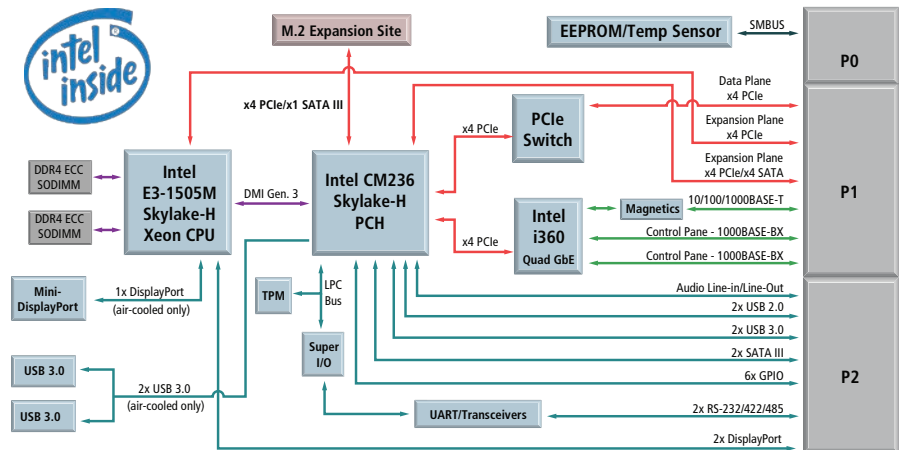 intel
inside
M.2 Expansion Site
EEPROM/Temp Sensor
SMBUS
P0
x4 PCIe/x1 SATA III
Data Plane
x4 PCIe
PCIe
Switch
x4 PCIe
Expansion Plane
x4 PCIe
Expansion Plane
x4 PCIe/x4 SATA
P1
DDR4 ECC
SODIMM
DDR4 ECC
SODIMM
Intel
E3-1505M
Skylake-H
Xeon CPU
DMI Gen. 3
Intel CM236
Skylake-H
PCH
x4 PCIe
Intel
i360
Quad GbE
Magnetics
10/100/1000BASE-T
Control Pane - 1000BASE-BX
Control Pane - 1000BASE-BX
Mini-
DisplayPort
1x DisplayPort
(air-cooled only)
TPM
LPC
Bus
Super
I/O
Audio Line-in/Line-Out
2x USB 2.0
2x USB 3.0
2x SATA III
6x GPIO
P2
USB 3.0
USB 3.0
2x USB 3.0
(air-cooled only)
UART/Transceivers
2x RS-232/422/485
2x DisplayPort